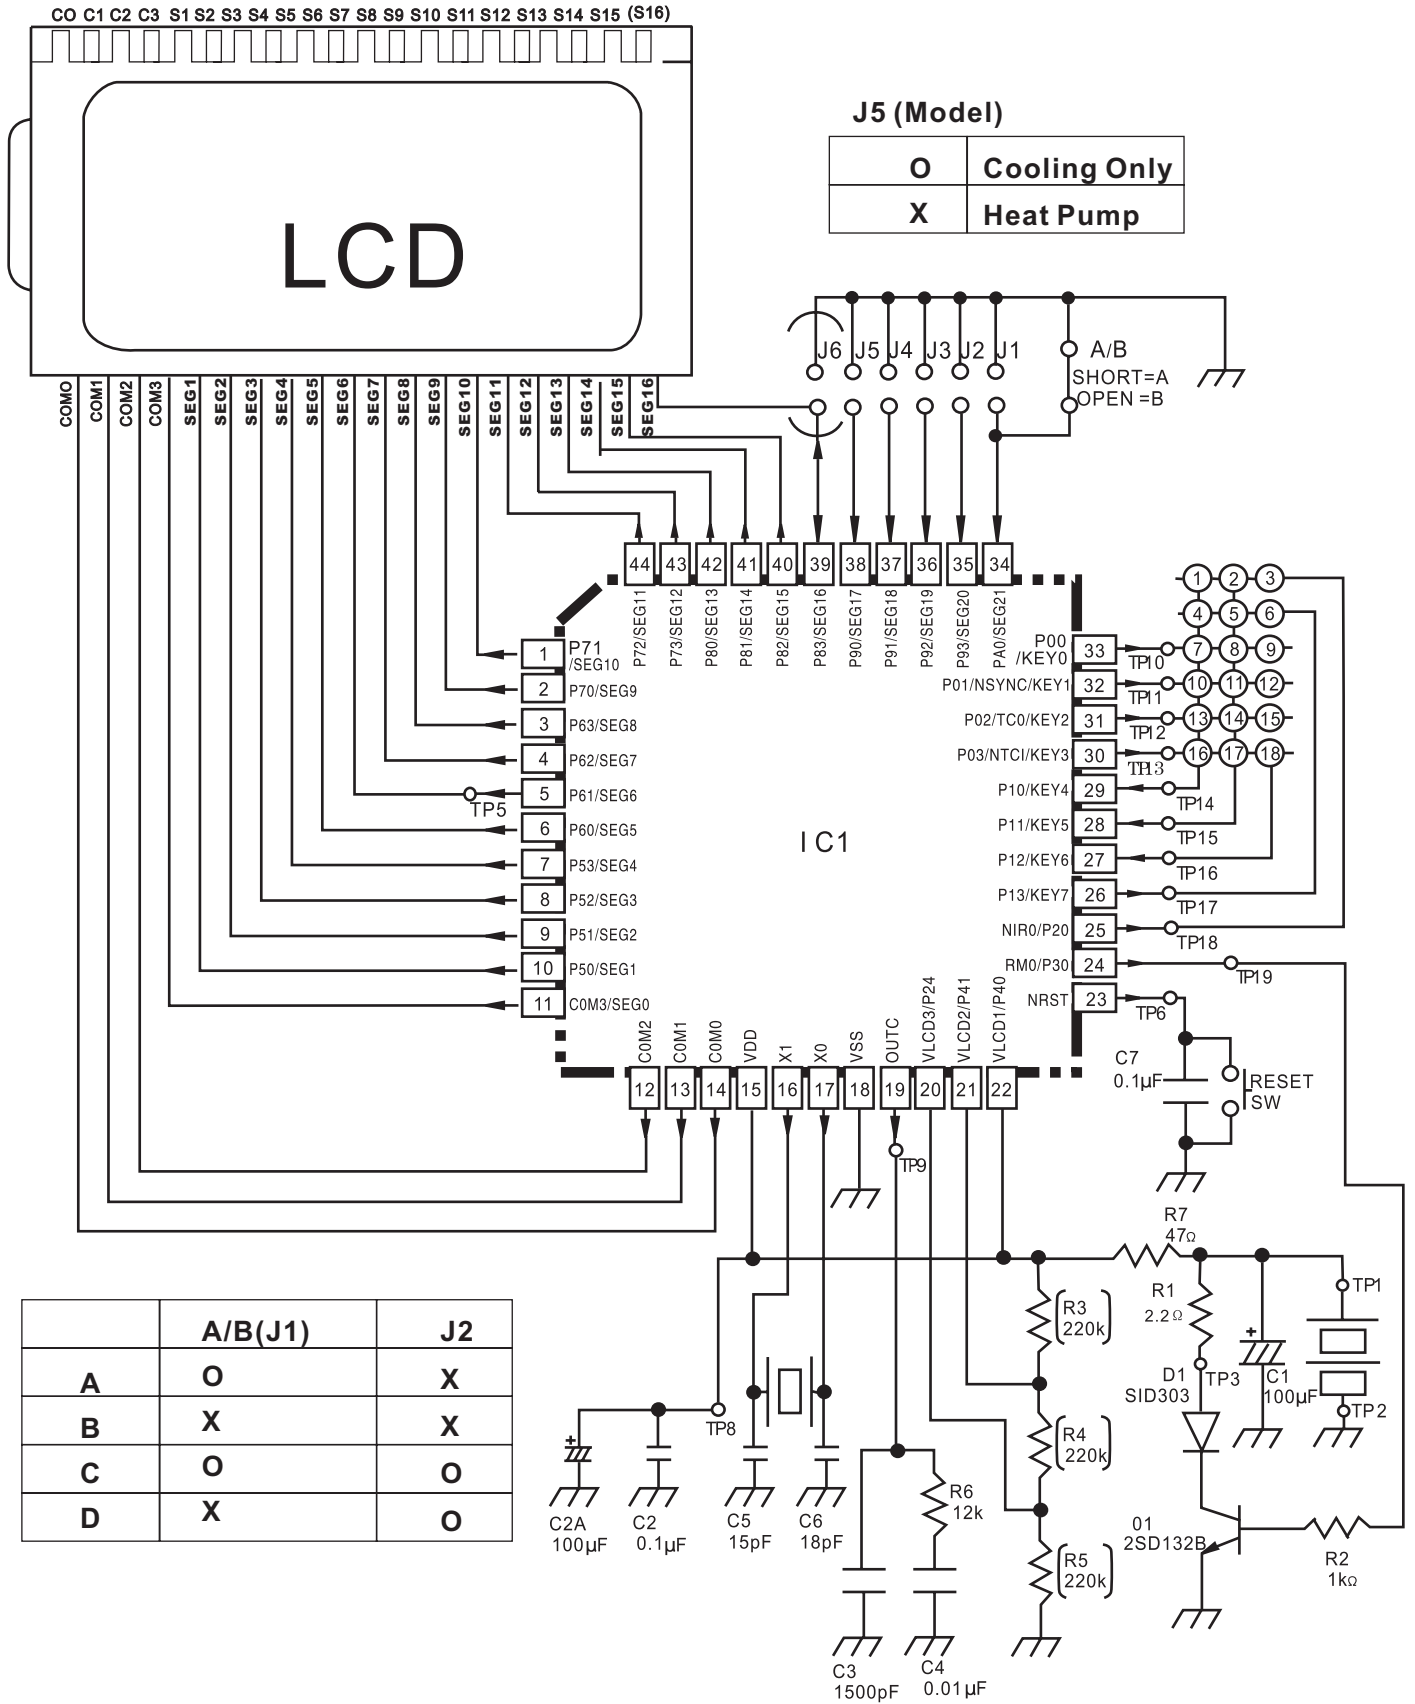 CO C1 C2 C3 S1 S2 S3 S4 S5 S6 S7 S8 S9 S10 S11 S12 S13 S14 S15 (S16)
LCD
J5 (Model)
O Cooling Only
X Heat Pump
COMO COM1 COM2 COM3 SEG1 SEG2 SEG3 SEG4 SEG5 SEG6 SEG7 SEG8 SEG9 SEG10 SEG11 SEG12 SEG13 SEG14 SEG15 SEG16
J6 J5 J4 J3 J2 J1
A/B
SHORT=A
OPEN =B
44 43 42 41 40 39 38 37 36 35 34
P72/SEG11 P73/SEG12 P80/SEG13 P81/SEG14 P82/SEG15 P83/SEG16 P90/SEG17 P91/SEG18 P92/SEG19 P93/SEG20 PA0/SEG21
1 P71
/SEG10
2 P70/SEG9
3 P63/SEG8
4 P62/SEG7
5 P61/SEG6
TP5
6 P60/SEG5
7 P53/SEG4
8 P52/SEG3
9 P51/SEG2
10 P50/SEG1
11 C0M3/SEG0
IC1
P00
/KEY0 33 TP10
P01/NSYNC/KEY1 32 TP11
P02/TC0/KEY2 31 TP12
P03/NTCI/KEY3 30 TP13
P10/KEY4 29 TP14
P11/KEY5 28 TP15
P12/KEY6 27 TP16
P13/KEY7 26 TP17
NIR0/P20 25 TP18
RM0/P30 24 TP19
NRST 23 TP6
1 2 3
4 5 6
7 8 9
10 11 12
13 14 15
16 17 18
C0M2 C0M1 C0M0 VDD X1 X0 VSS OUTC VLCD3/P24 VLCD2/P41 VLCD1/P40
12 13 14 15 16 17 18 19 20 21 22
C7
0.1µF
RESET
SW
TP9
R7
47Ω
R1
2.2Ω
TP1
R3
220k
D1
SID303
TP3
C1
100µF
+
TP2
A/B(J1) J2
A O X
B X X
C O O
D X O
TP8
+
C2A
100µF
C2
0.1µF
C5
15pF
C6
18pF
R4
220k
R6
12k
01
2SD132B
R2
1kΩ
R5
220k
C3
1500pF
C4
0.01µF